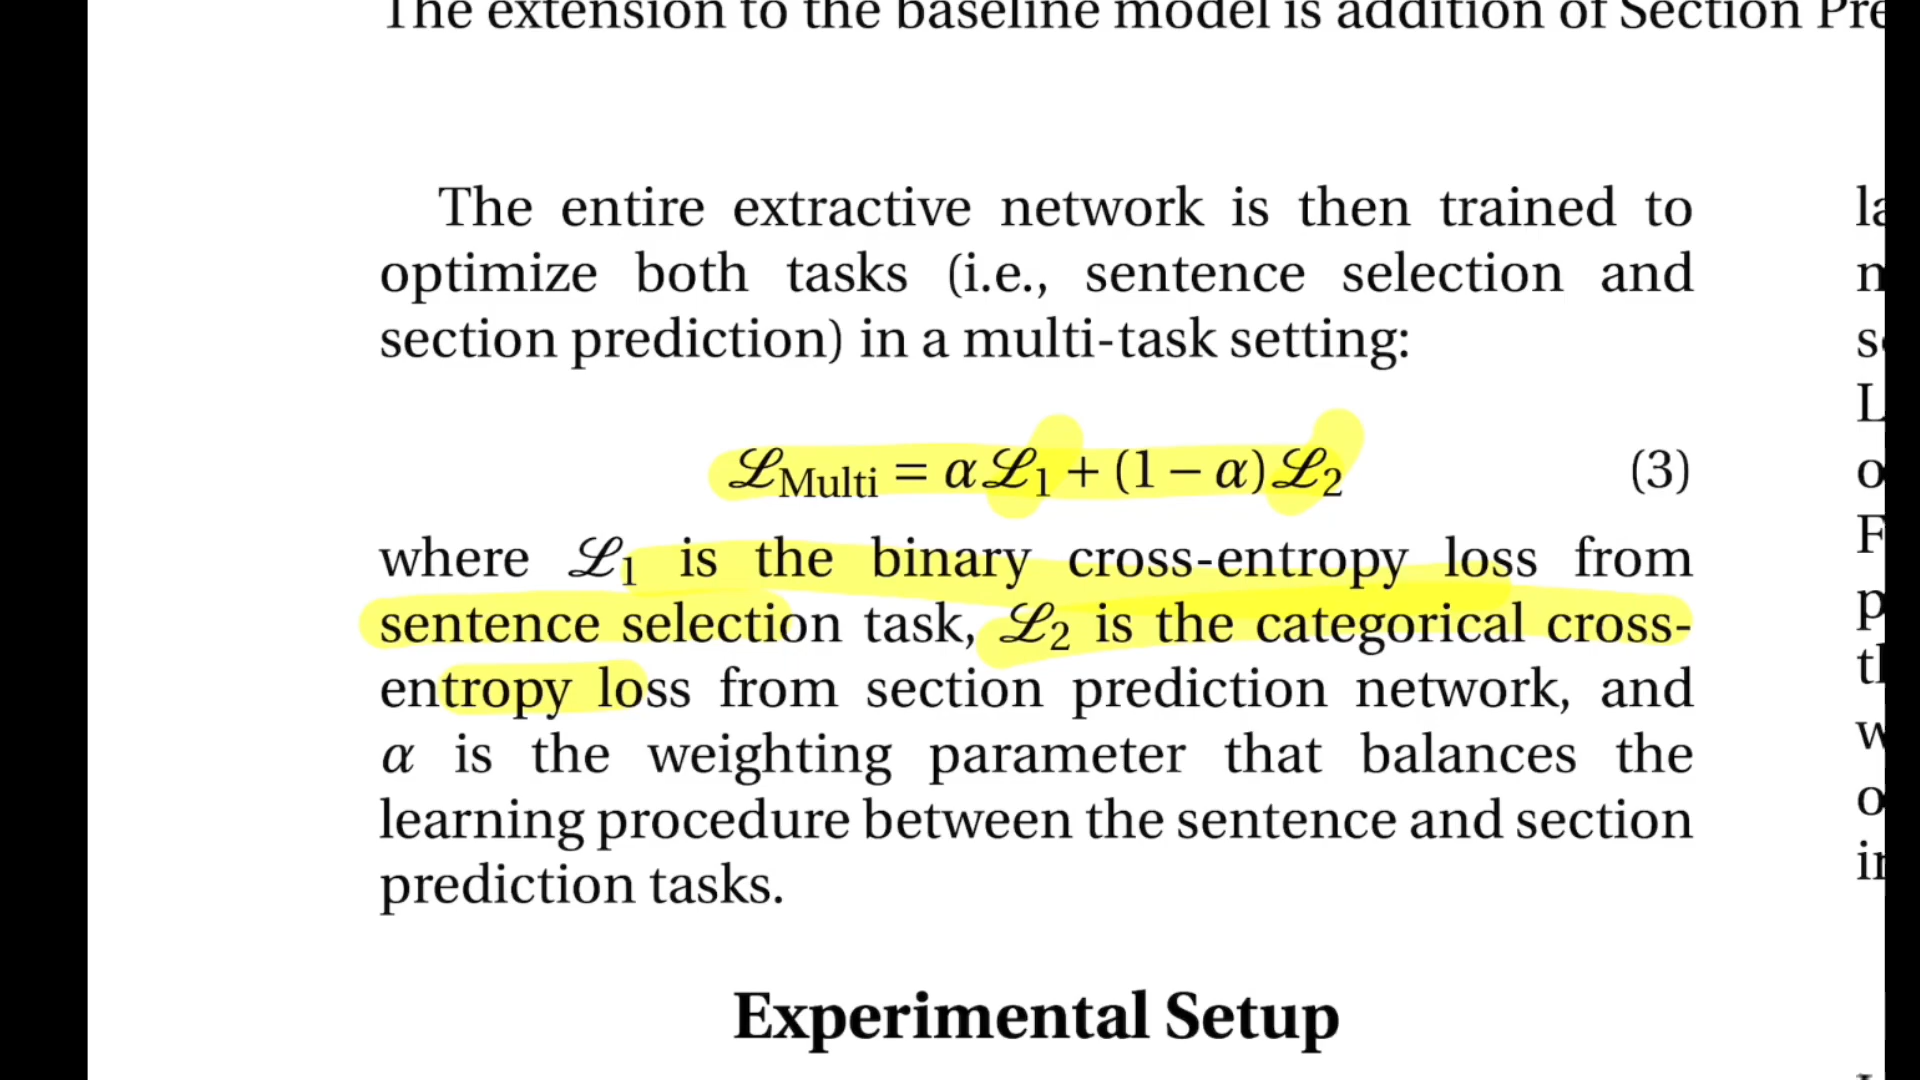 The extension to the baseline model is addition of Section Pre
The entire extractive network is then trained to
optimize both tasks (i.e., sentence selection and
section prediction) in a multi-task setting:
ℒMulti = αℒ1 + (1 − α)ℒ2 (3)
where ℒ1 is the binary cross-entropy loss from
sentence selection task, ℒ2 is the categorical cross-
entropy loss from section prediction network, and
α is the weighting parameter that balances the
learning procedure between the sentence and section
prediction tasks.
Experimental Setup